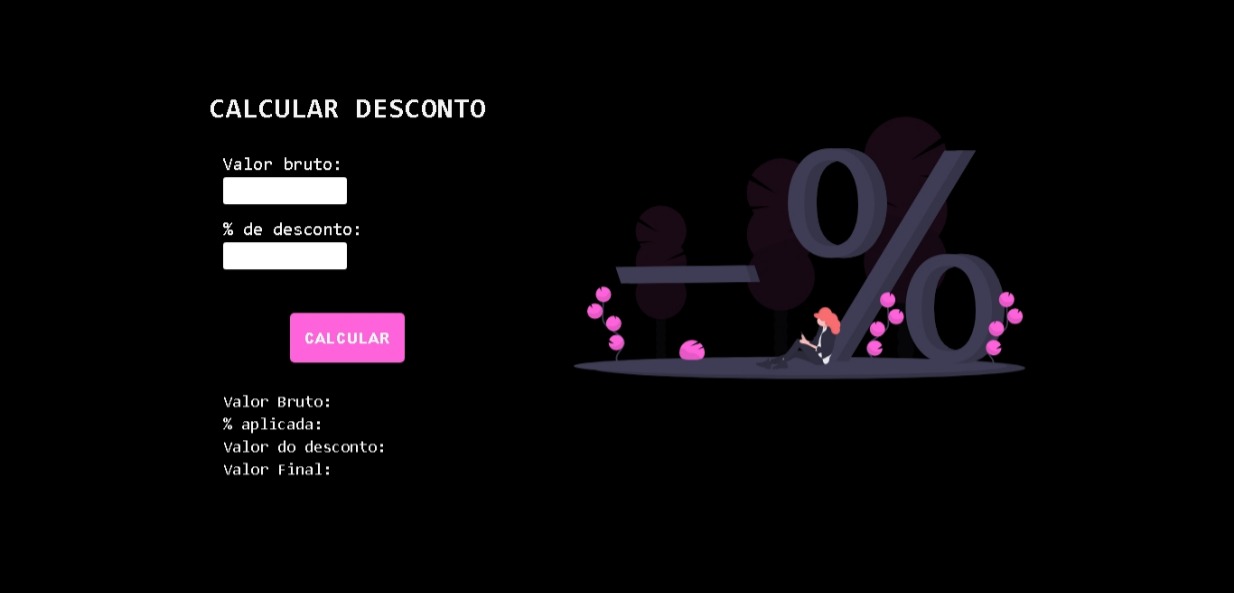 CALCULAR DESCONTO
Valor bruto:
% de desconto:
CALCULAR
Valor Bruto:
% aplicada:
Valor do desconto:
Valor Final:
-%